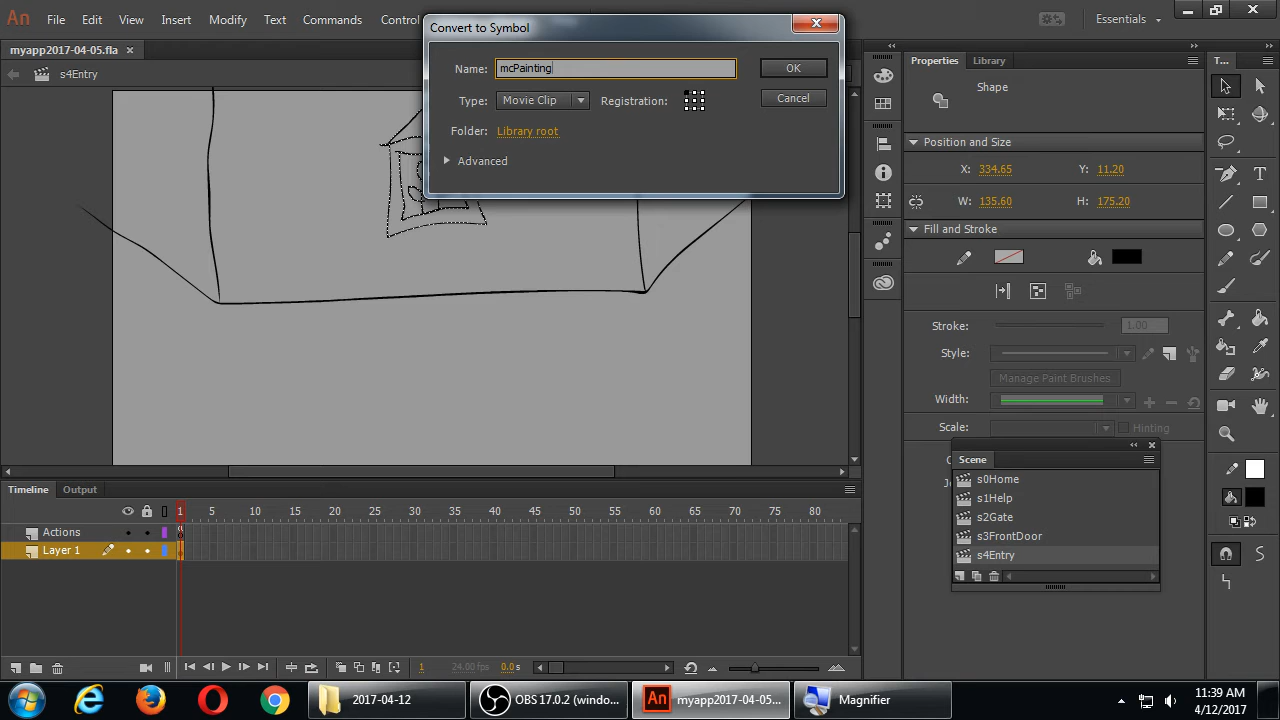 An File Edit View Insert Modify Text Commands Control Essentials
Convert to Symbol
myapp2017-04-05.fla
s4Entry
Name: mcPainting OK
Type: Movie Clip Registration: Cancel
Folder: Library root
Advanced
Properties Library T...
Shape
Position and Size
X: 334.65 Y: 11.20
W: 135.60 H: 175.20
Fill and Stroke
Stroke: 1.00
Style:
Manage Paint Brushes
Width:
Scale: Hinting
Scene
s0Home
s1Help
s2Gate
s3FrontDoor
s4Entry
Timeline Output
1 5 10 15 20 25 30 35 40 45 50 55 60 65 70 75 80
Actions
Layer 1
1 24.00 fps 0.0 s
2017-04-12
OBS 17.0.2 (windo...
An myapp2017-04-05...
Magnifier
11:39 AM
4/12/2017